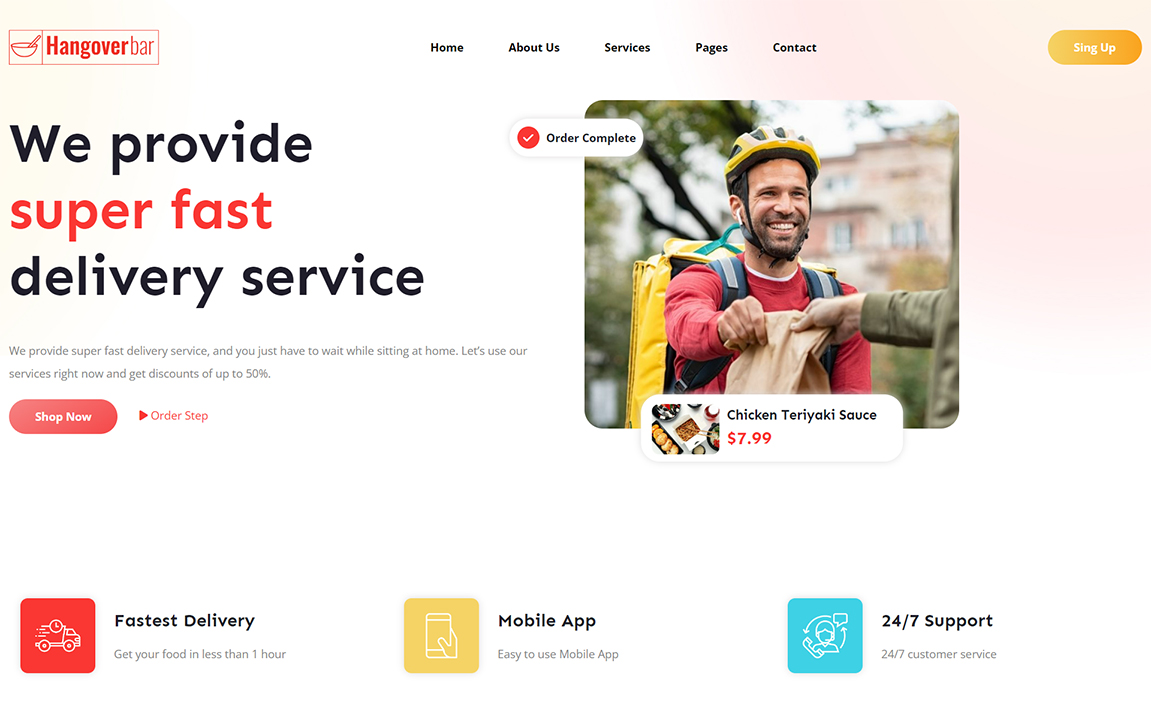 Hangoverbar
Home
About Us
Services
Pages
Contact
Sing Up
We provide
super fast
delivery service
We provide super fast delivery service, and you just have to wait while sitting at home. Let's use our
services right now and get discounts of up to 50%.
Shop Now
Order Step
Order Complete
Chicken Teriyaki Sauce
$7.99
Fastest Delivery
Get your food in less than 1 hour
Mobile App
Easy to use Mobile App
24/7 Support
24/7 customer service